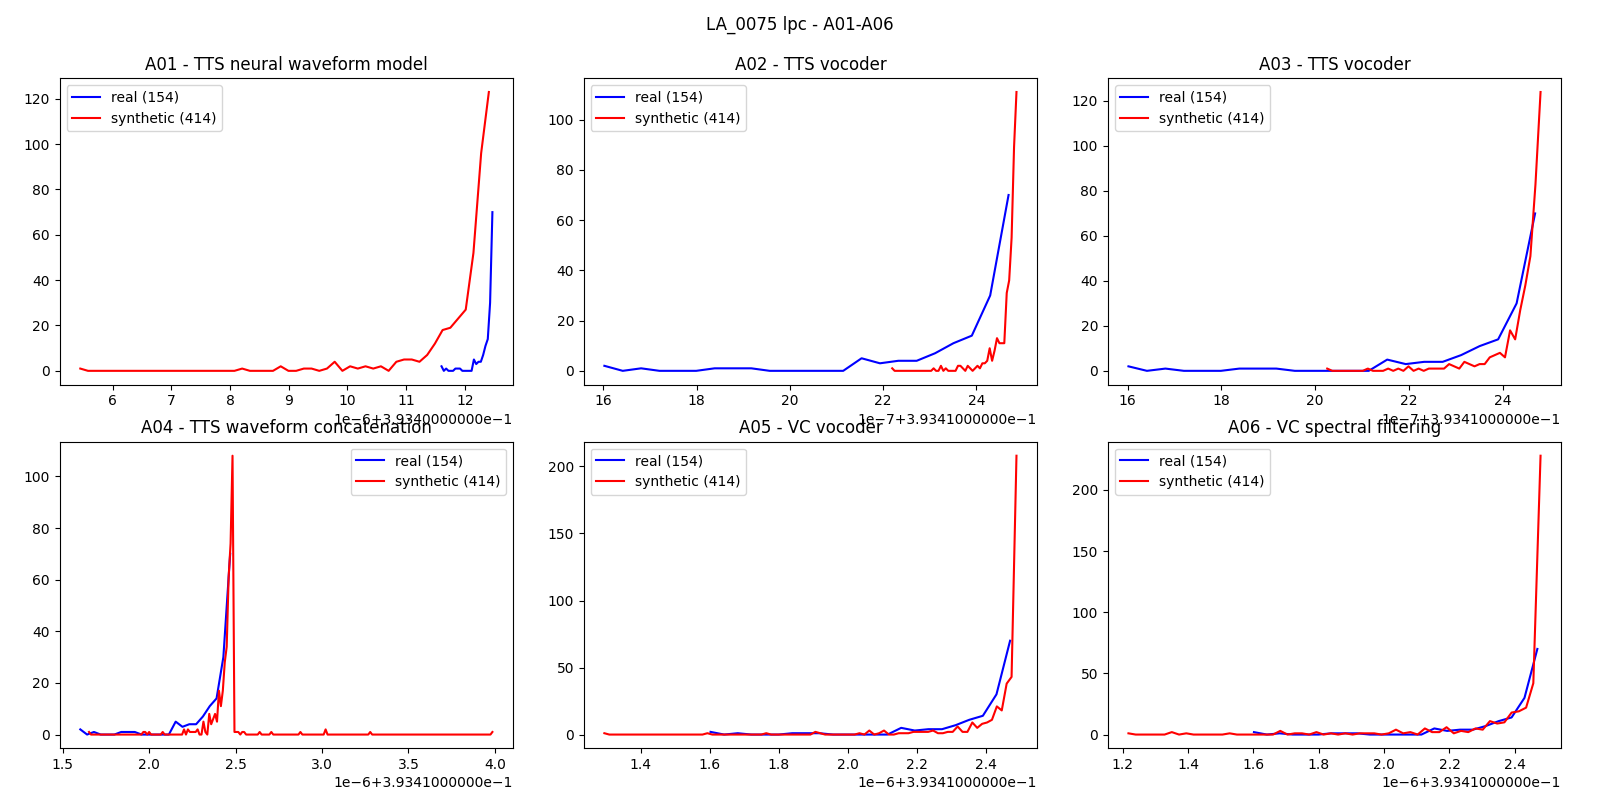 LA_0075 lpc - A01-A06
A01 - TTS neural waveform model
A02 - TTS vocoder
A03 - TTS vocoder
real (154)
synthetic (414)
0
20
40
60
80
100
120
6 7 8 9 10 11 12
1e-6+3.9340000000e-1
real (154)
synthetic (414)
0
20
40
60
80
100
16 18 20 22 24
1e-7+3.9341000000e-1
real (154)
synthetic (414)
0
20
40
60
80
100
120
16 18 20 22 24
1e-7+3.9341000000e-1
A04 - TTS waveform concatenation
A05 - VC vocoder
A06 - VC spectral filtering
real (154)
synthetic (414)
0
20
40
60
80
100
1.5 2.0 2.5 3.0 3.5 4.0
1e-6+3.9341000000e-1
real (154)
synthetic (414)
0
50
100
150
200
1.4 1.6 1.8 2.0 2.2 2.4
1e-6+3.9341000000e-1
real (154)
synthetic (414)
0
50
100
150
200
1.2 1.4 1.6 1.8 2.0 2.2 2.4
1e-6+3.9341000000e-1